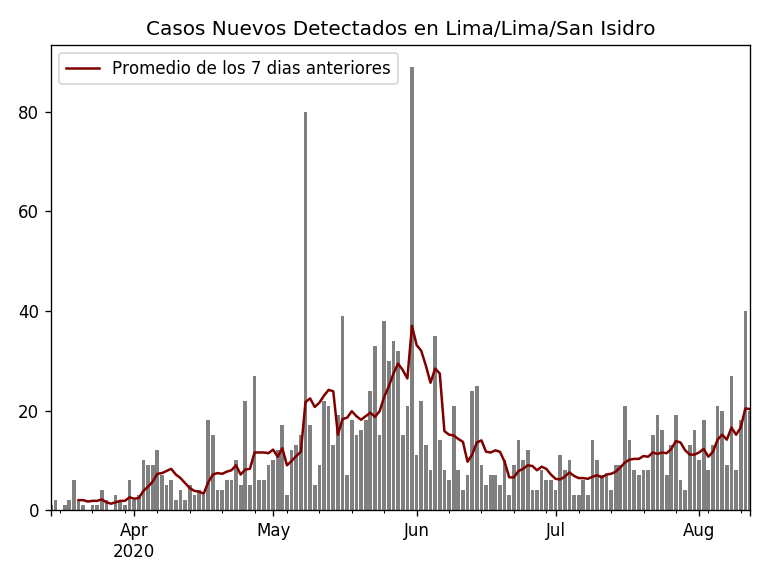 Casos Nuevos Detectados en Lima/Lima/San Isidro
Promedio de los 7 dias anteriores
80
60
40
20
0
Apr
2020
May
Jun
Jul
Aug